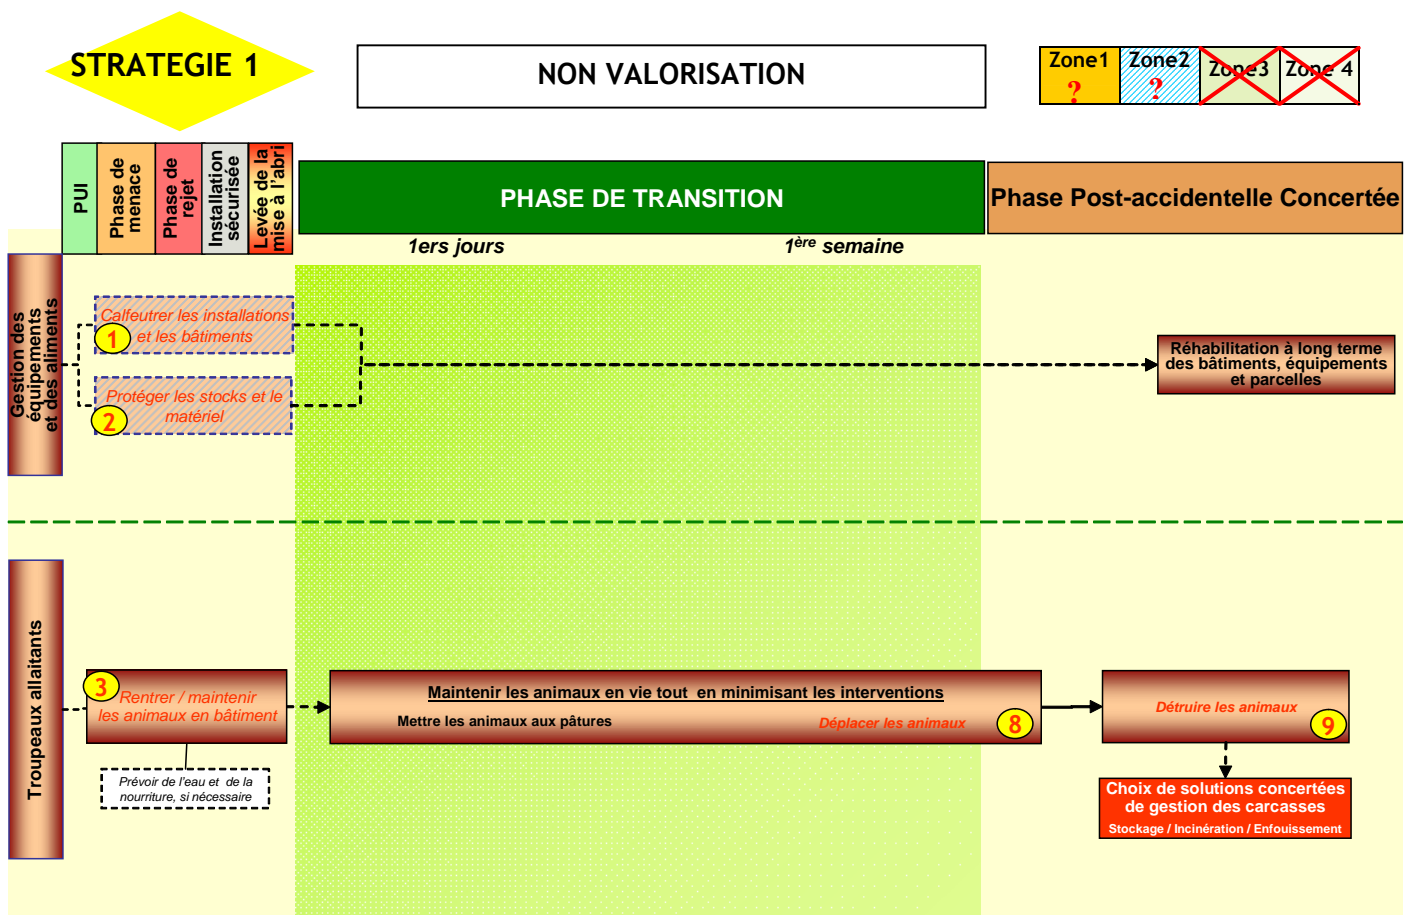 STRATEGIE 1
NON VALORISATION
Zone1
?
Zone2
?
Zone3
Zone 4
PUI
Phase de
menace
Phase de
rejet
Installation
sécurisée
Levée de la
mise à l'abri
PHASE DE TRANSITION
Phase Post-accidentelle Concertée
1ers jours
1ère semaine
Gestion des
équipements
et des aliments
Calfeutrer les installations
et les bâtiments
1
Protéger les stocks et le
matériel
2
Réhabilitation à long terme
des bâtiments, équipements
et parcelles
Troupeaux allaitants
3
Rentrer / maintenir
les animaux en bâtiment
Prévoir de l'eau et de la
nourriture, si nécessaire
Maintenir les animaux en vie tout en minimisant les interventions
Mettre les animaux aux pâtures
Déplacer les animaux
8
Détruire les animaux
9
Choix de solutions concertées
de gestion des carcasses
Stockage / Incinération / Enfouissement